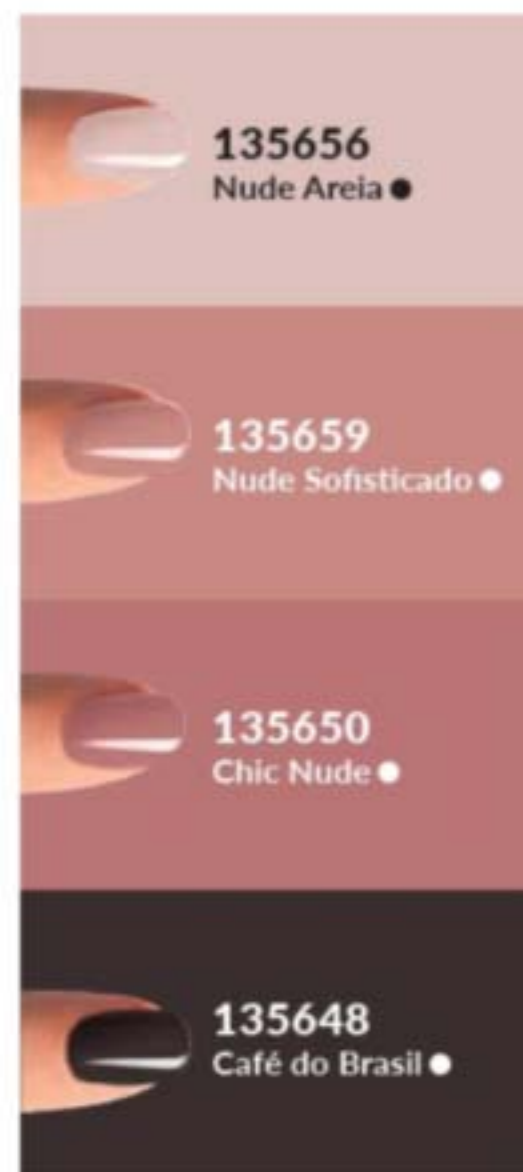 135656
Nude Areia
135659
Nude Sofisticado
135650
Chic Nude
135648
Café do Brasil